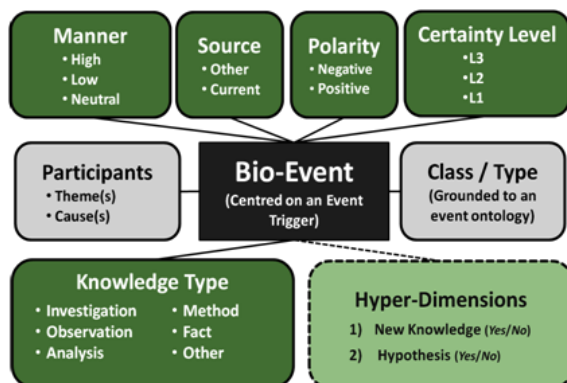 Manner
• High
• Low
• Neutral
Source
• Other
• Current
Polarity
• Negative
• Positive
Certainty Level
• L3
• L2
• L1
Participants
• Theme(s)
• Cause(s)
Bio-Event
(Centred on an Event
Trigger)
Class / Type
(Grounded to an
event ontology)
Knowledge Type
• Investigation
• Observation
• Analysis
• Method
• Fact
• Other
Hyper-Dimensions
1) New Knowledge (Yes/No)
2) Hypothesis (Yes/No)